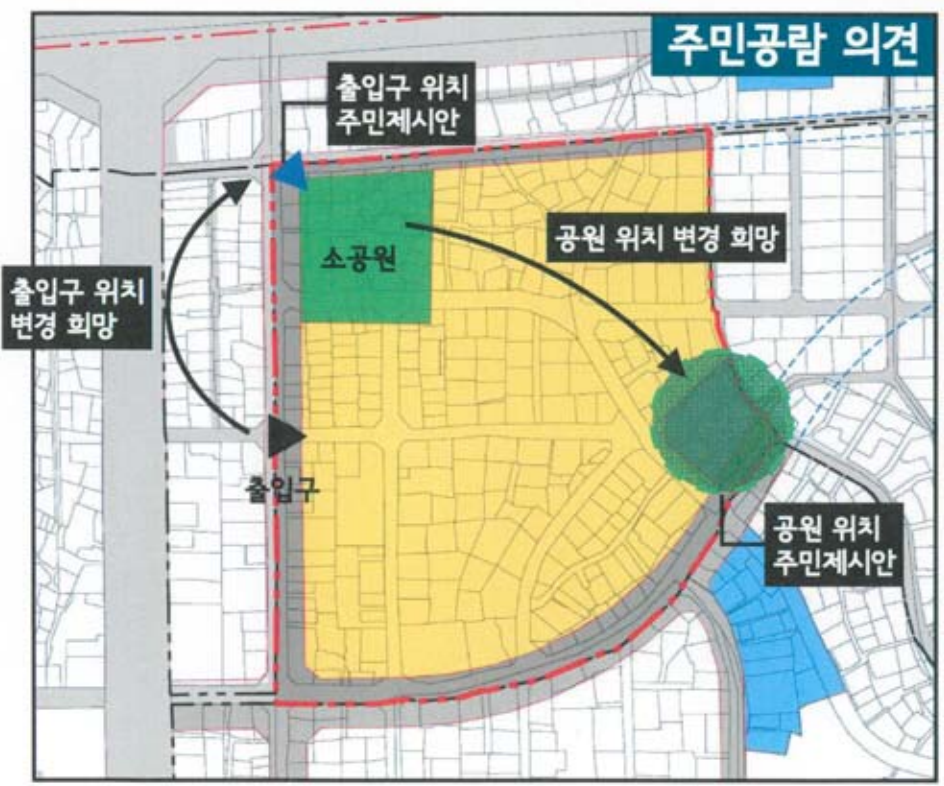 주민공람 의견
출입구 위치
주민제시안
공원 위치 변경 희망
소공원
출입구 위치
변경 희망
출입구
공원 위치
주민제시안